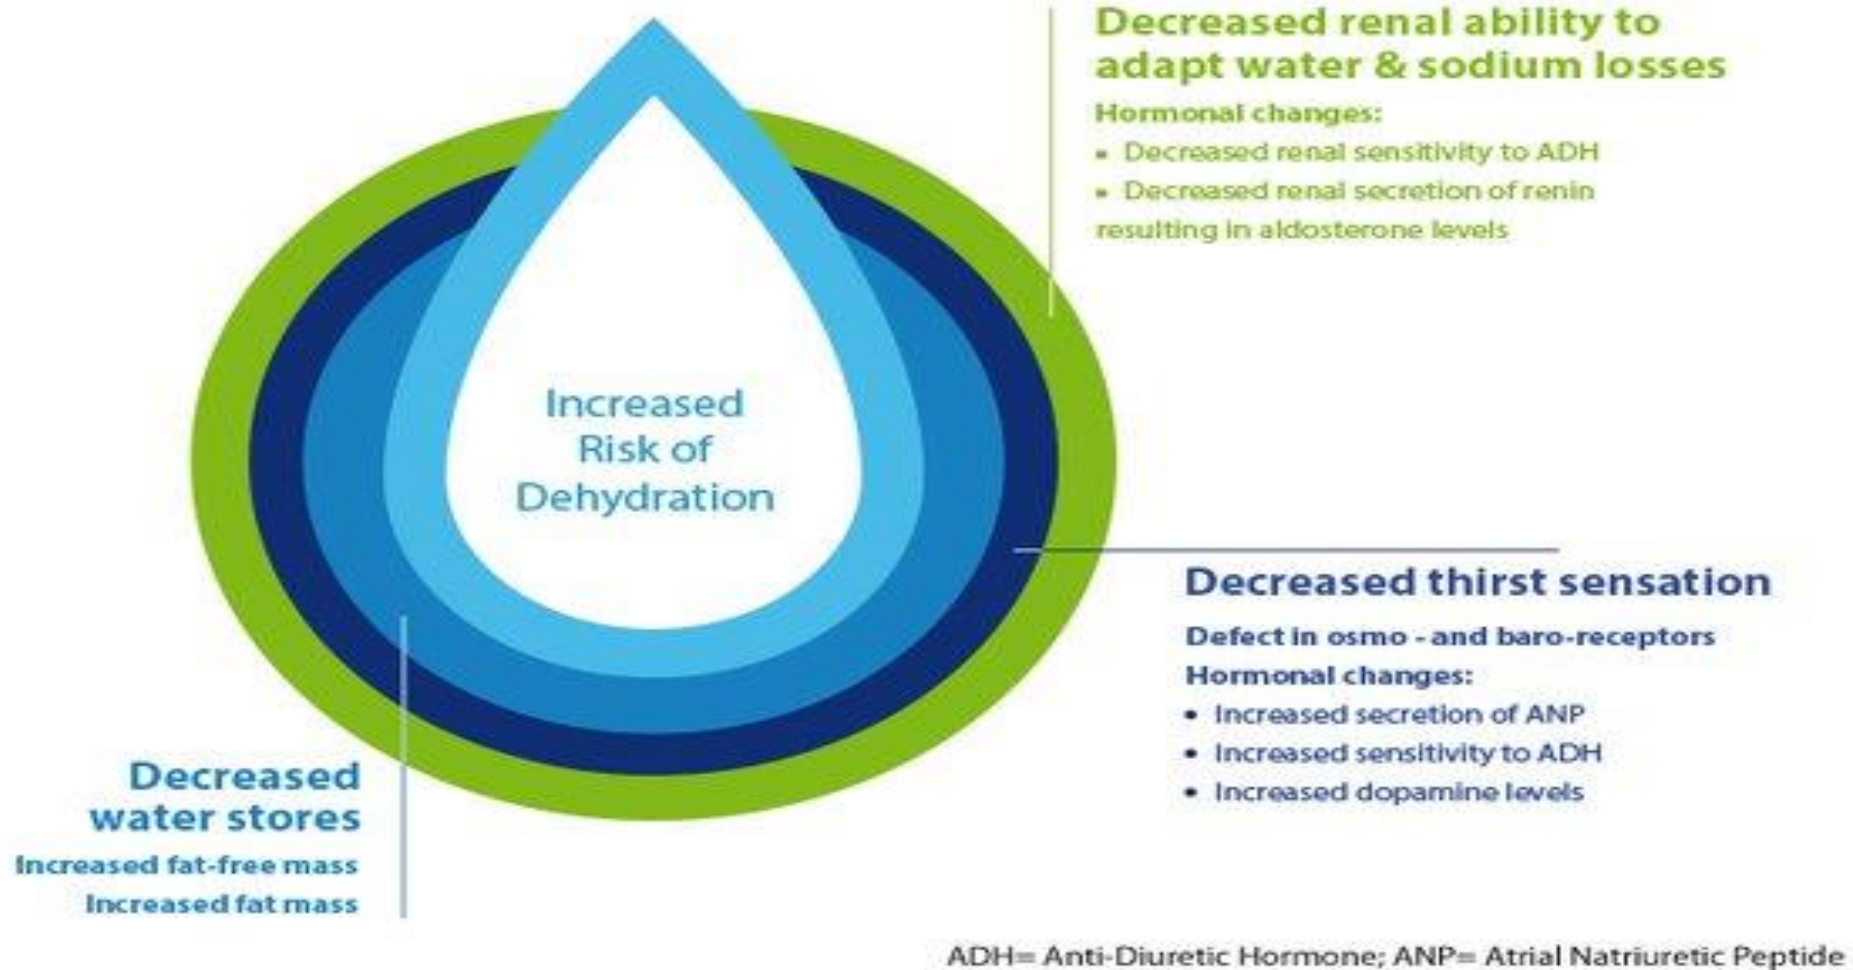 Decreased renal ability to
adapt water & sodium losses
Hormonal changes:
▪ Decreased renal sensitivity to ADH
▪ Decreased renal secretion of renin
resulting in aldosterone levels
Increased
Risk of
Dehydration
Decreased thirst sensation
Defect in osmo - and baro-receptors
Hormonal changes:
• Increased secretion of ANP
• Increased sensitivity to ADH
• Increased dopamine levels
Decreased
water stores
Increased fat-free mass
Increased fat mass
ADH= Anti-Diuretic Hormone; ANP= Atrial Natriuretic Peptide